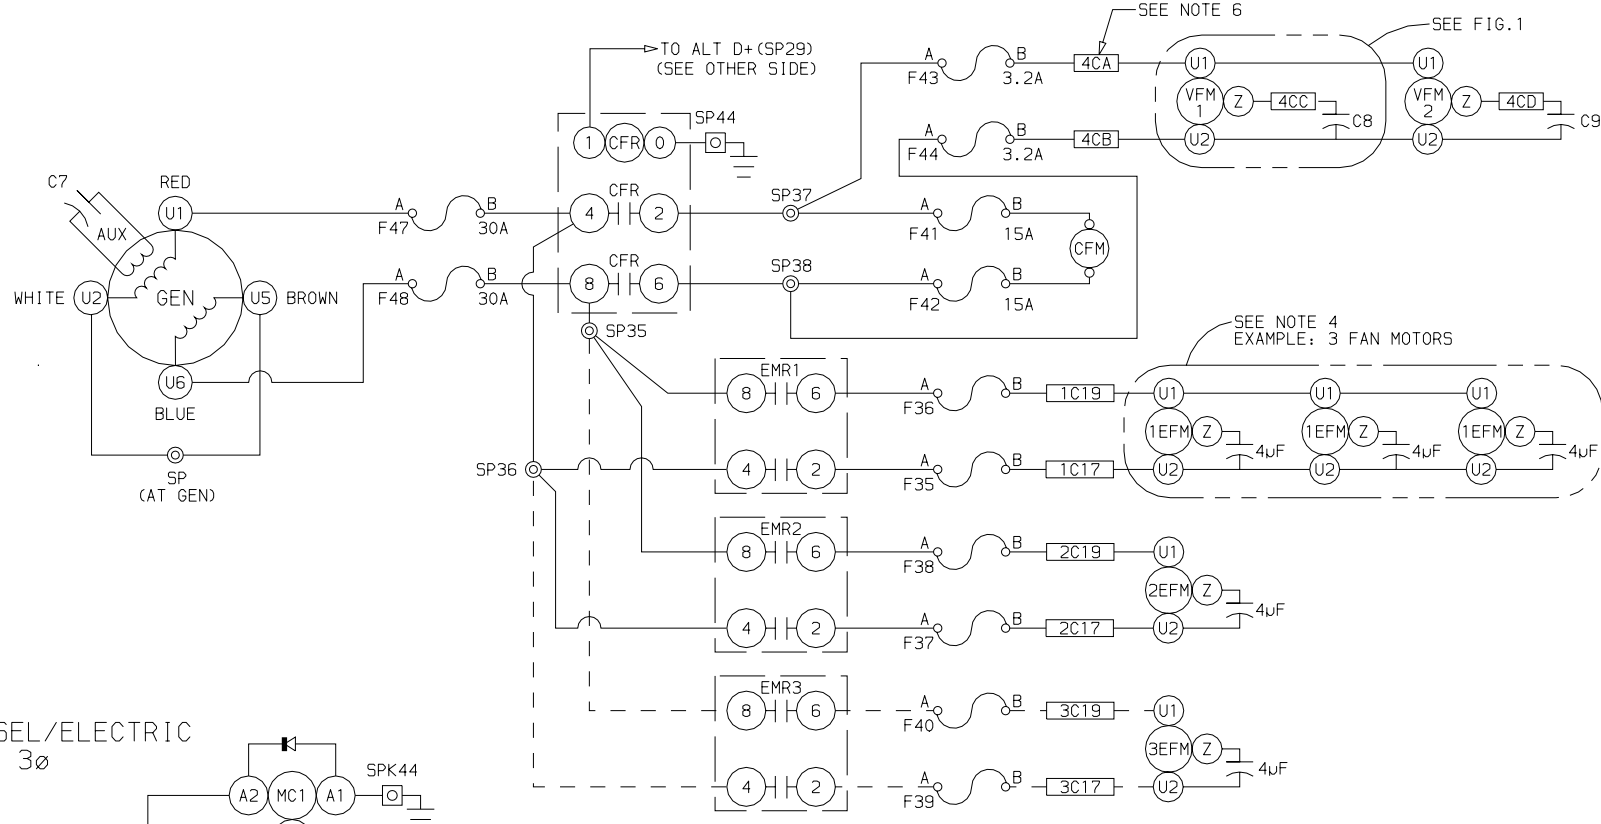 SEE NOTE 6
SEE FIG.1
TO ALT D+(SP29)
(SEE OTHER SIDE)
A B
F43 3.2A
4CA
U1 U1
VFM 1 Z 4CC C8
VFM 2 Z 4CD C9
U2 U2
A B
F44 3.2A
4CB
SP44
1 CFR 0
C7
RED
AUX
U1
A B
F47 30A
CFR
4 2
SP37
A B
F41 15A
CFM
WHITE U2 GEN U5 BROWN
A B
F48 30A
CFR
8 6
SP38
A B
F42 15A
SP35
U6
BLUE
SP
(AT GEN)
SEE NOTE 4
EXAMPLE: 3 FAN MOTORS
EMR1
8 6
A B
F36
1C19
U1 U1 U1
1EFM Z 4µF
1EFM Z 4µF
1EFM Z 4µF
SP36
4 2
A B
F35
1C17
U2 U2 U2
EMR2
8 6
A B
F38
2C19
U1
2EFM Z 4µF
4 2
A B
F37
2C17
U2
EMR3
8 6
A B
F40
3C19
U1
3EFM Z 4µF
4 2
A B
F39
3C17
U2
SEL/ELECTRIC
3ø
SPK44
A2 MC1 A1